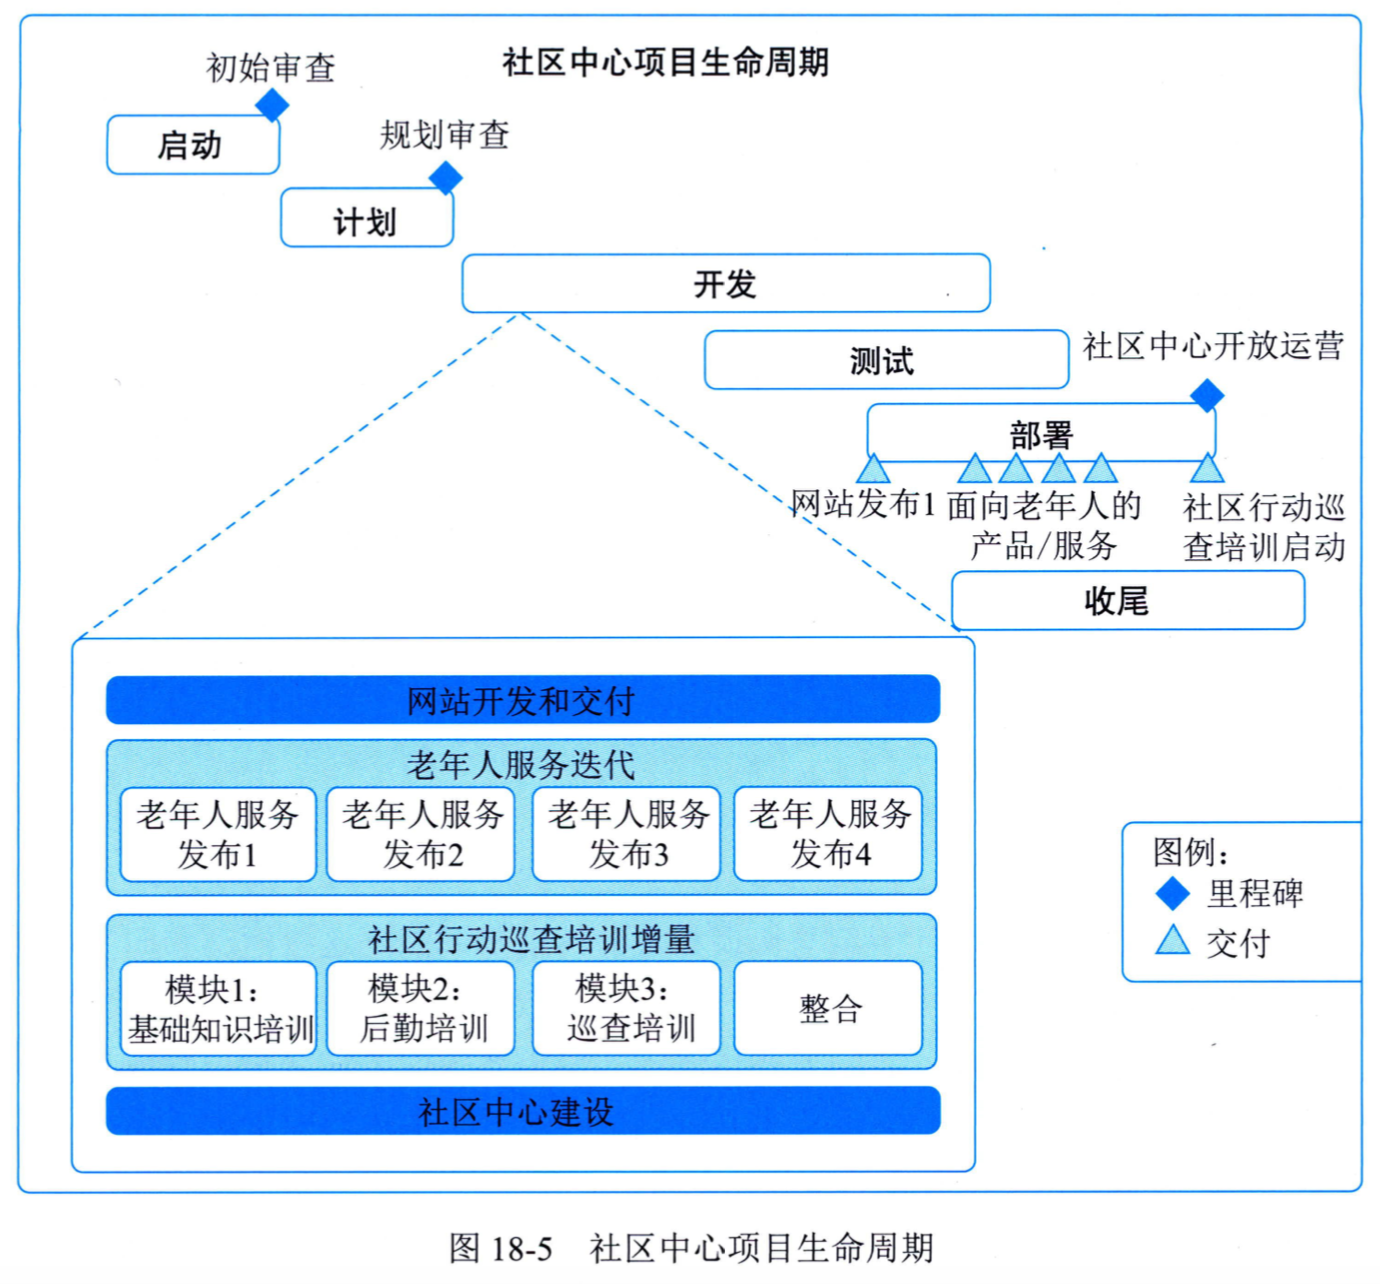 社区中心项目生命周期
初始审查
启动
规划审查
计划
开发
测试
社区中心开放运营
部署
网站发布1
面向老年人的
产品/服务
社区行动巡
查培训启动
收尾
网站开发和交付
老年人服务迭代
老年人服务
发布1
老年人服务
发布2
老年人服务
发布3
老年人服务
发布4
社区行动巡查培训增量
模块1：
基础知识培训
模块2：
后勤培训
模块3：
巡查培训
整合
社区中心建设
图例：
里程碑
交付
图 18-5 社区中心项目生命周期